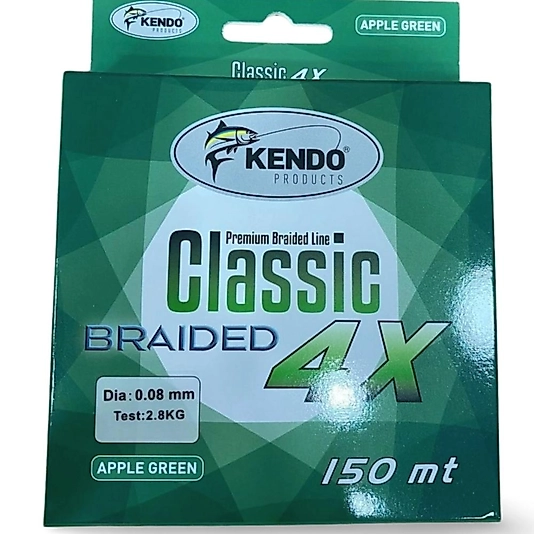 KENDO®
PRODUCTS
APPLE GREEN
Classic 4X
KENDO®
PRODUCTS
Premium Braided Line
Classic
BRAIDED 4X
Dia: 0.08 mm
Test:2.8KG
APPLE GREEN
150 mt